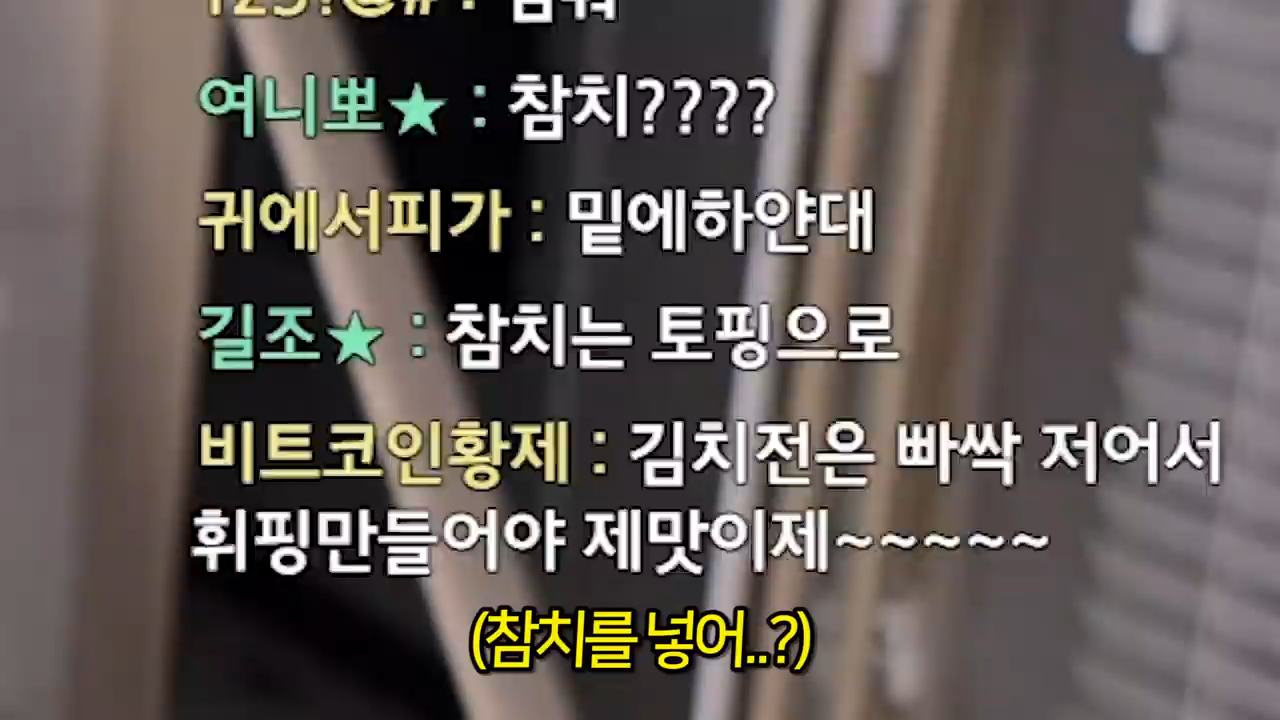 여니뽀★ : 참치????
귀에서피가 : 밑에하얀대
길조★ : 참치는 토핑으로
비트코인황제 : 김치전은 빠싹 저어서
휘핑만들어야 제맛이제~~~~~
(참치를 넣어..?)